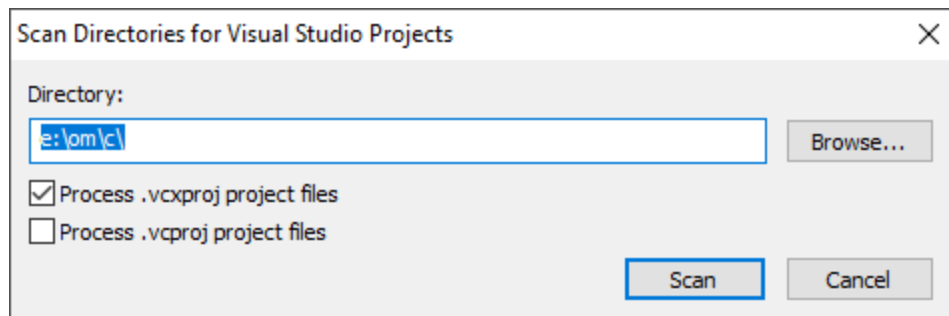 Scan Directories for Visual Studio Projects
Directory:
e:\om\c\
Browse...
Process .vcxproj project files
Process .vcproj project files
Scan
Cancel